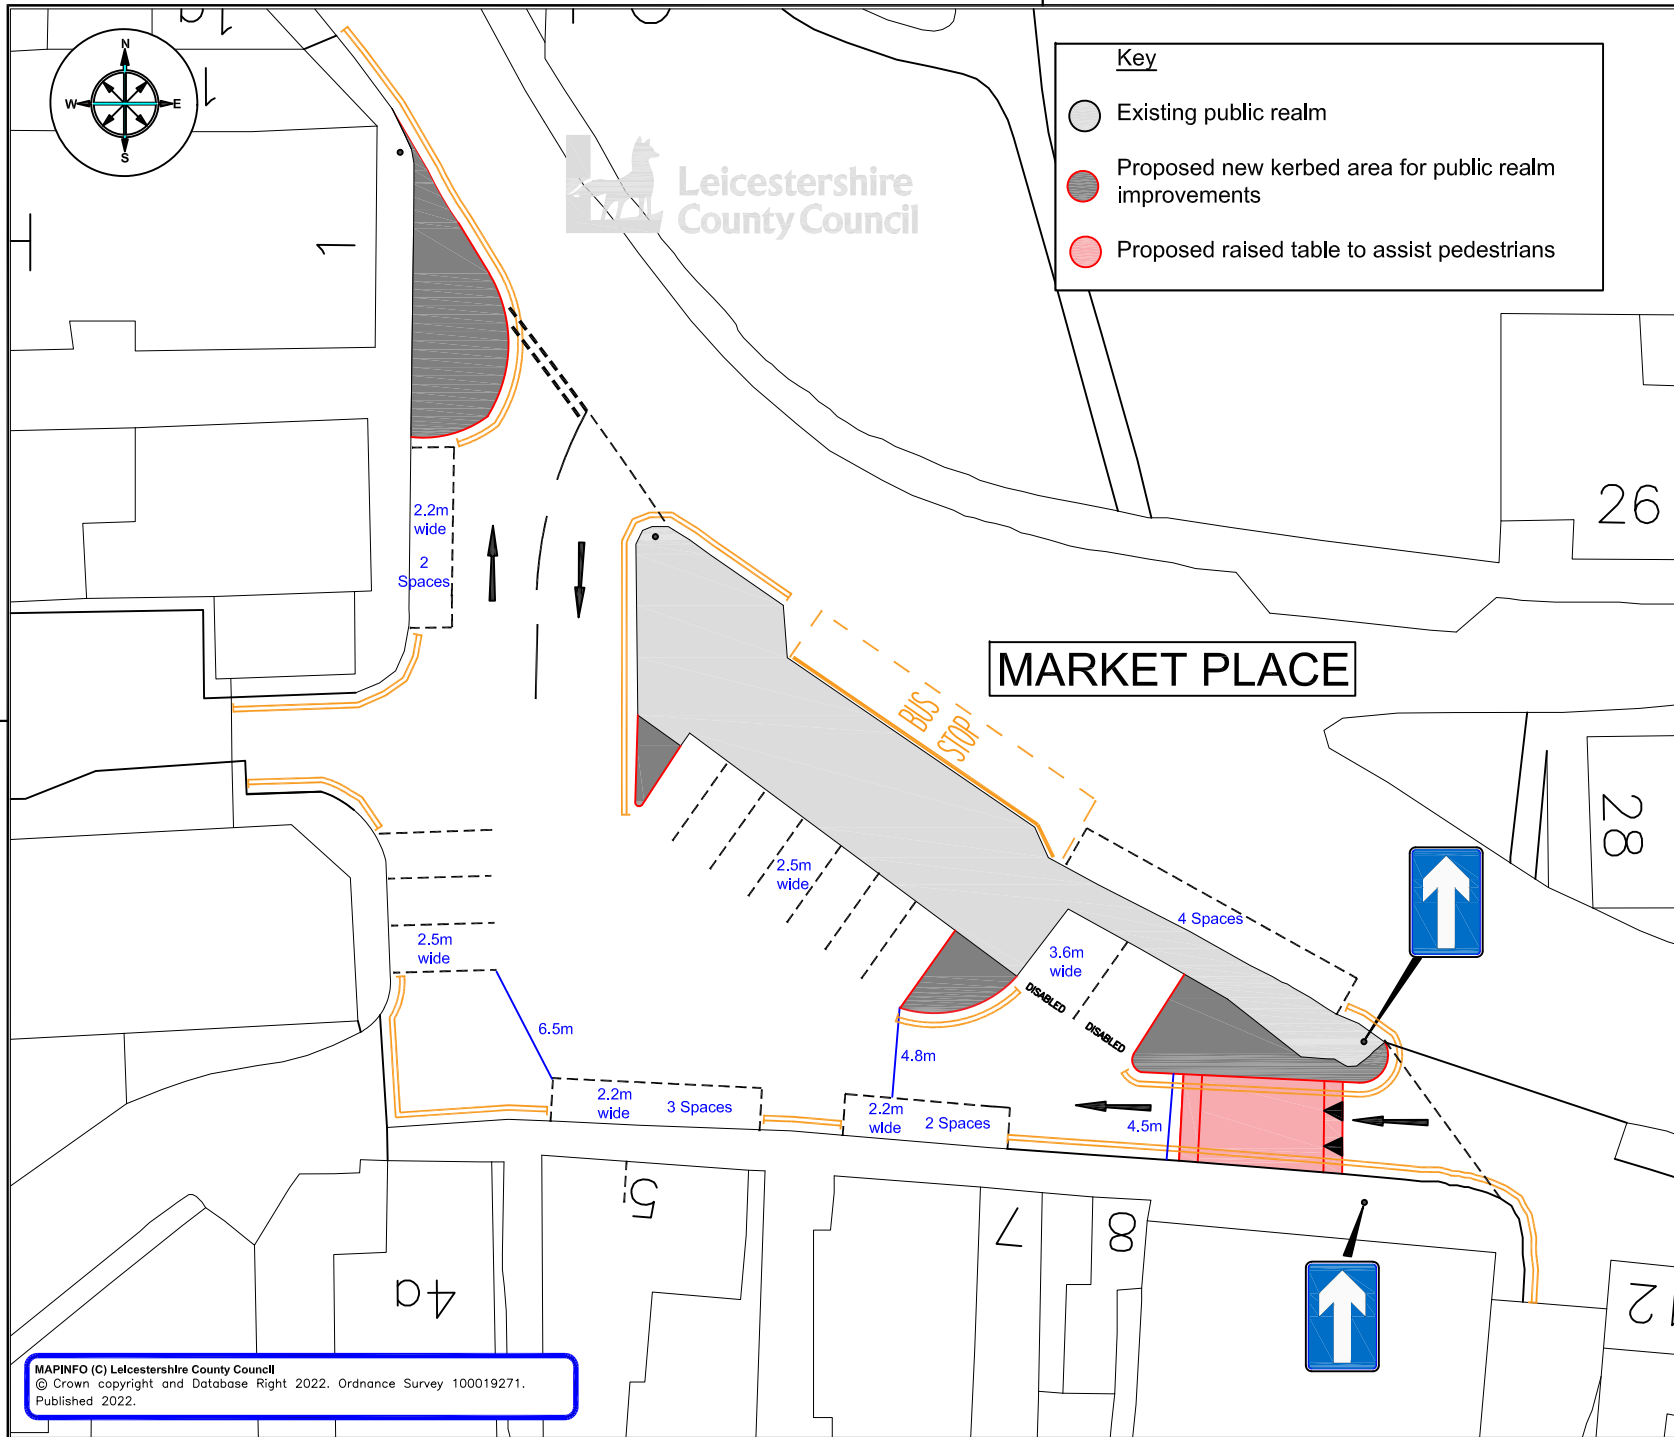 N
W
E
S
1
1
Leicestershire
County Council
Key
Existing public realm
Proposed new kerbed area for public realm
improvements
Proposed raised table to assist pedestrians
1
26
2.2m
wide
2
Spaces
MARKET PLACE
BUS
STOP
28
2.5m
wide
4 Spaces
2.5m
wide
3.6m
wide
DISABLED
DISABLED
6.5m
4.8m
2.2m
wide
3 Spaces
2.2m
wide
2 Spaces
4.5m
5
7
8
4a
MAPINFO (C) Leicestershire County Council
© Crown copyright and Database Right 2022. Ordnance Survey 100019271.
Published 2022.